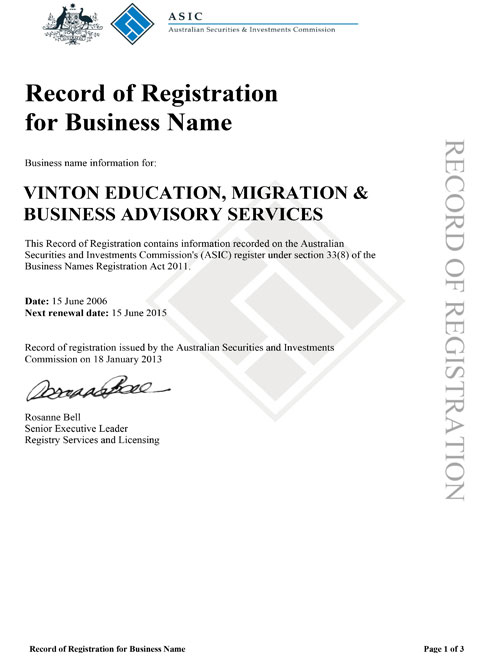 ASIC
Australian Securities & Investments Commission
Record of Registration
for Business Name
Business name information for:
VINTON EDUCATION, MIGRATION &
BUSINESS ADVISORY SERVICES
This Record of Registration contains information recorded on the Australian
Securities and Investments Commission's (ASIC) register under section 33(8) of the
Business Names Registration Act 2011.
Date: 15 June 2006
Next renewal date: 15 June 2015
Record of registration issued by the Australian Securities and Investments
Commission on 18 January 2013
Rosanne Bell
Senior Executive Leader
Registry Services and Licensing
RECORD OF REGISTRATION
Record of Registration for Business Name
Page 1 of 3